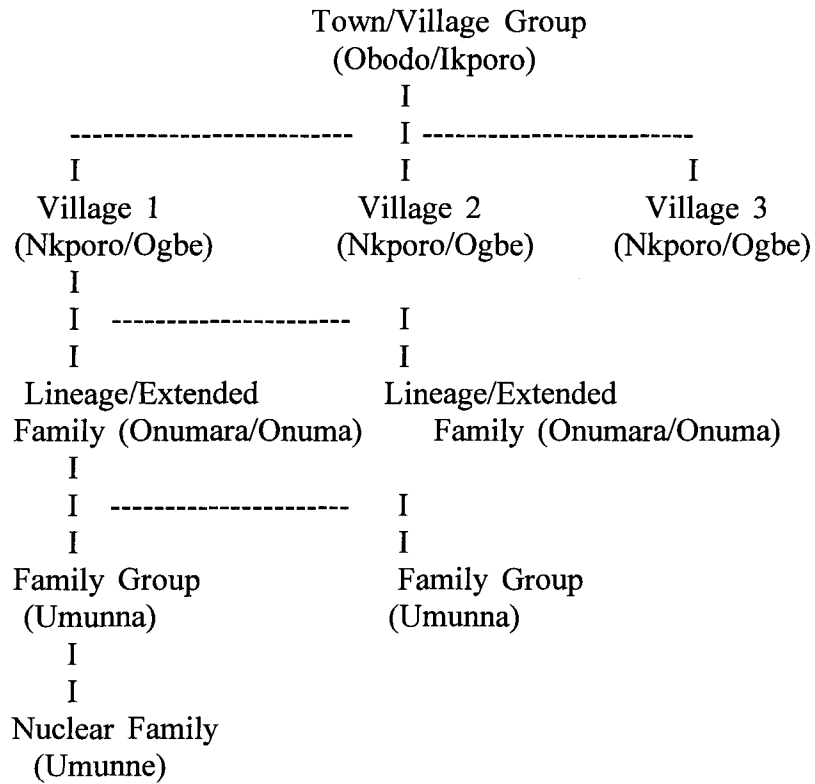 Town/Village Group
(Obodo/Ikporo)
I
------------------------- I -------------------------
I I I
Village 1 Village 2 Village 3
(Nkporo/Ogbe) (Nkporo/Ogbe) (Nkporo/Ogbe)
I
I ---------------------- I
I I
Lineage/Extended Lineage/Extended
Family (Onumara/Onuma) Family (Onumara/Onuma)
I
I ---------------------- I
I I
Family Group Family Group
(Umunna) (Umunna)
I
I
Nuclear Family
(Umunne)